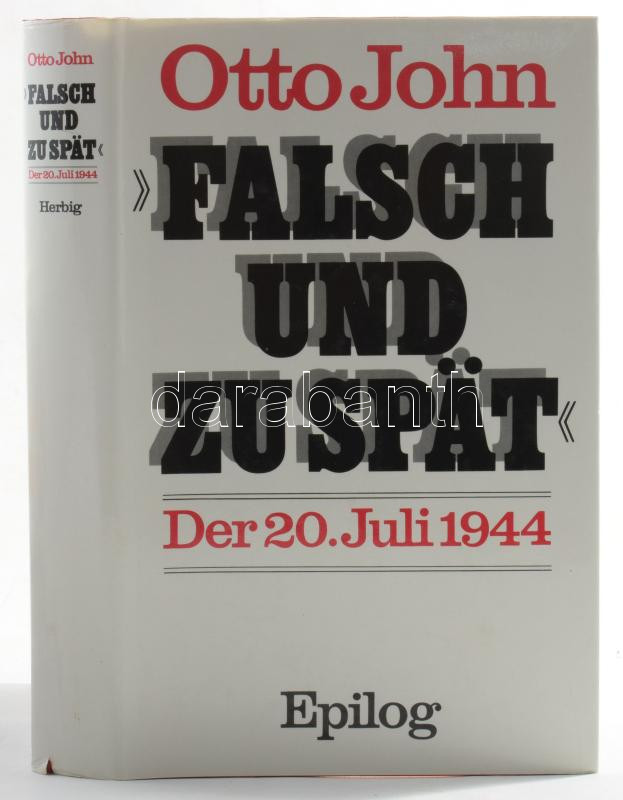 Otto John
»FALSCH
UND
ZU SPÄT«
Der 20. Juli 1944
Herbig
Otto John
»FALSCH
UND
ZU SPÄT«
Der 20. Juli 1944
Epilog
darabanth